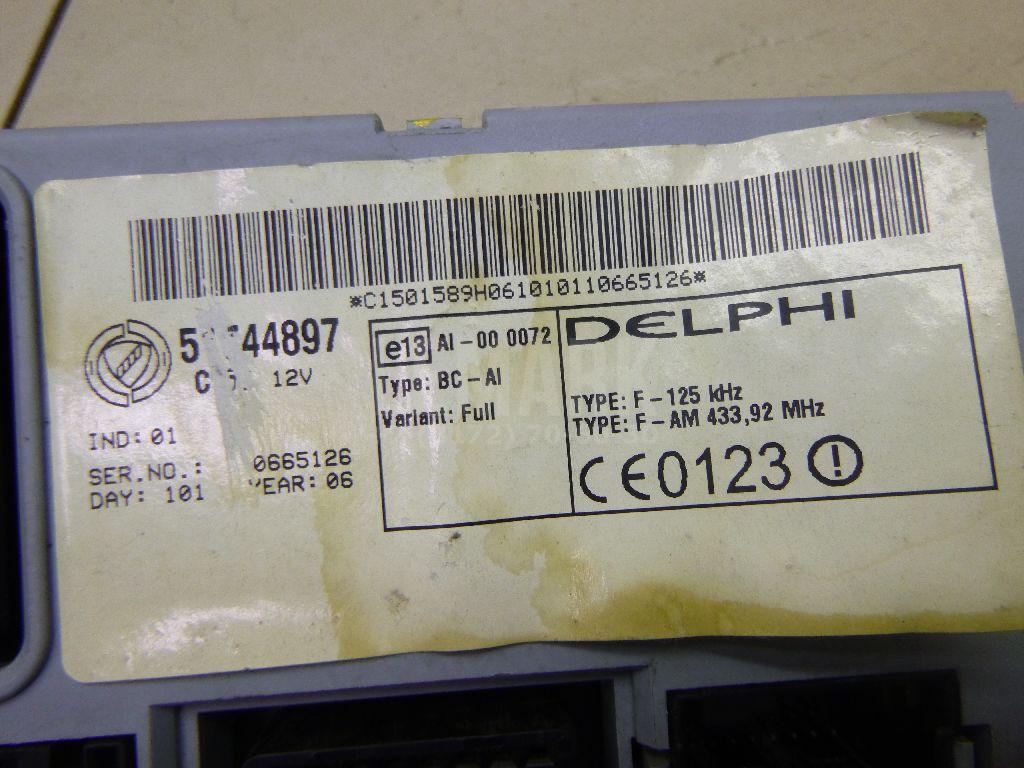 *C1501589H061010110665126*
44897
12V
IND: 01
SER.NO.: 0665126
DAY: 101 YEAR: 06
e13 AI-00 0072
Type: BC-AI
Variant: Full
DELPHI
TYPE: F-125 kHz
TYPE: F-AM 433,92 MHz
CE0123